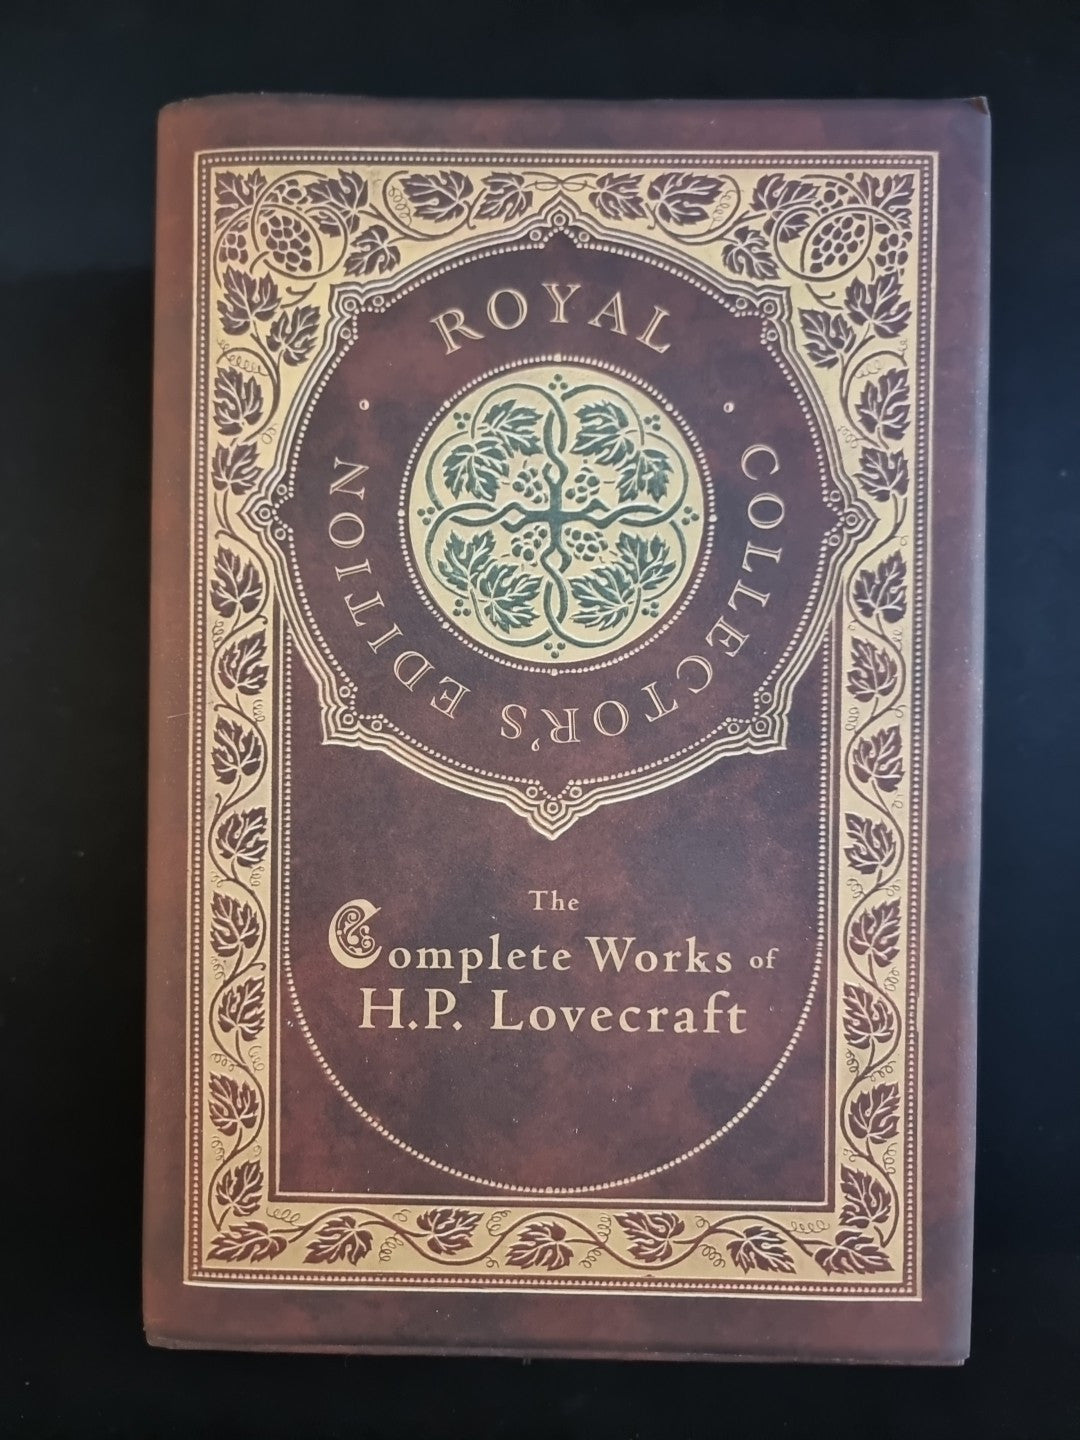 ROYAL · COLLECTOR'S EDITION ·
The
Complete Works of
H.P. Lovecraft